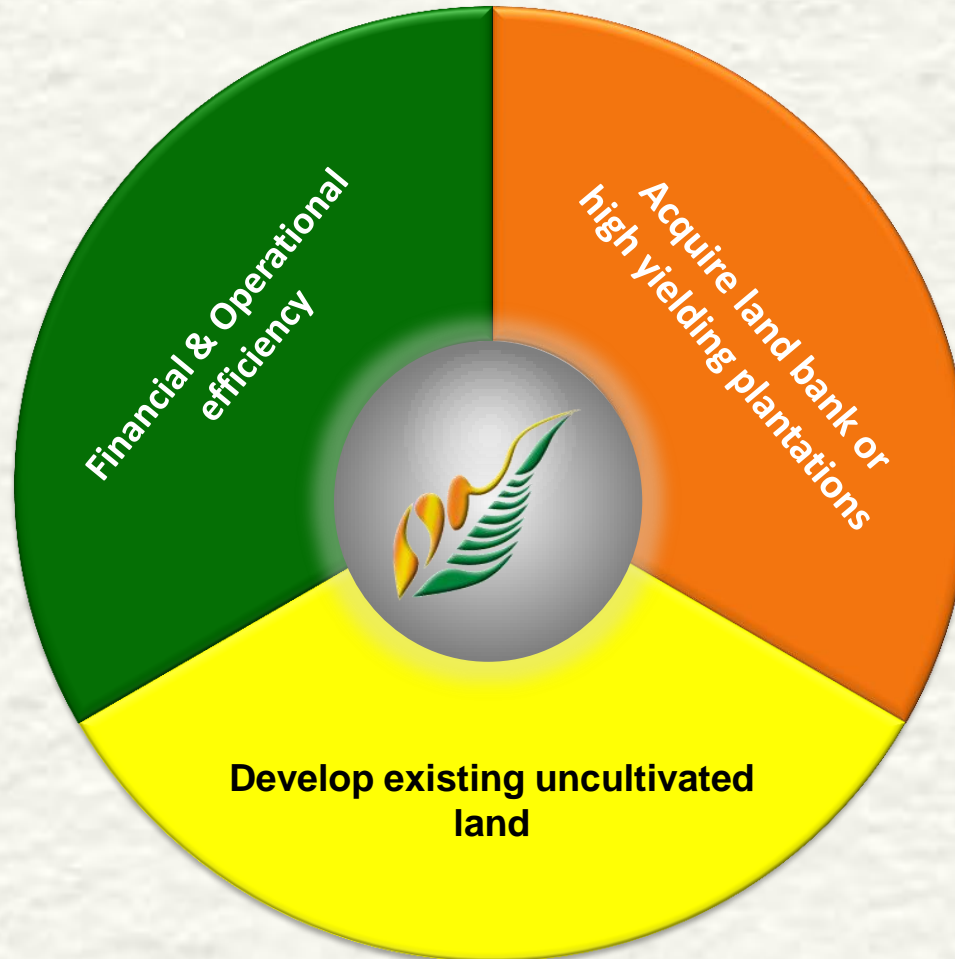 Financial & Operational
efficiency
Acquire land bank or
high yielding plantations
Develop existing uncultivated
land